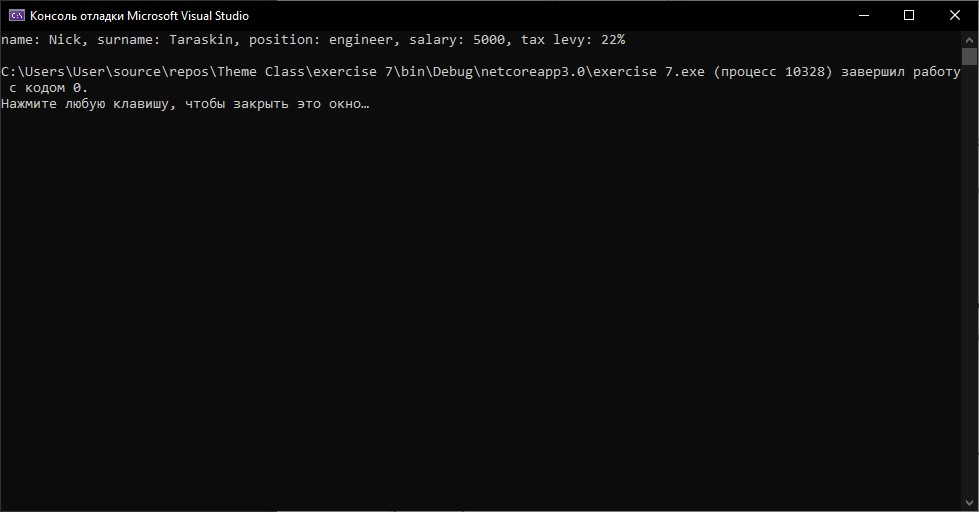 Консоль отладки Microsoft Visual Studio
name: Nick, surname: Taraskin, position: engineer, salary: 5000, tax levy: 22%
C:\Users\User\source\repos\Theme Class\exercise 7\bin\Debug\netcoreapp3.0\exercise 7.exe (процесс 10328) завершил работу
с кодом 0.
Нажмите любую клавишу, чтобы закрыть это окно…